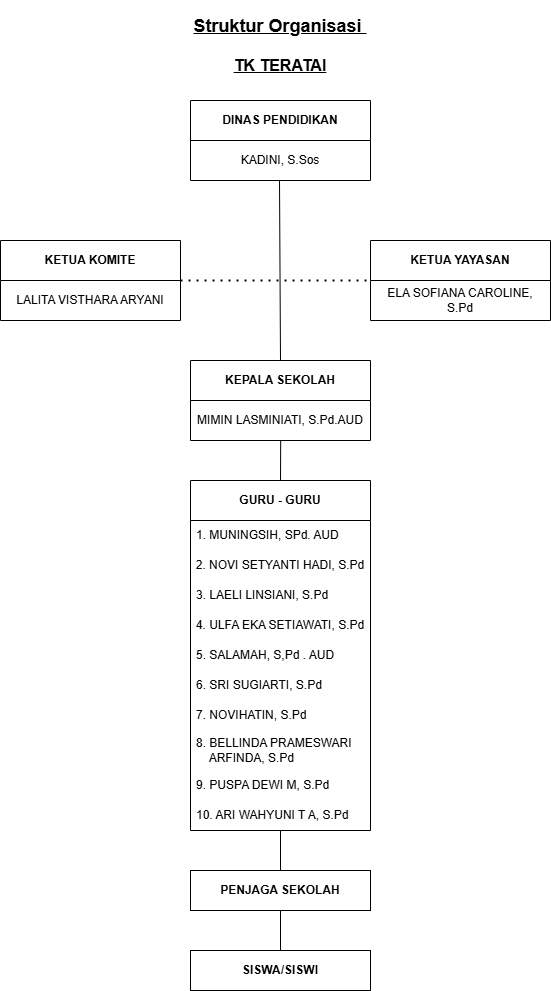 Struktur Organisasi
TK TERATAI
DINAS PENDIDIKAN
KADINI, S.Sos
KETUA KOMITE
LALITA VISTHARA ARYANI
KETUA YAYASAN
ELA SOFIANA CAROLINE,
S.Pd
KEPALA SEKOLAH
MIMIN LASMINIATI, S.Pd.AUD
GURU - GURU
1. MUNINGSIH, SPd. AUD
2. NOVI SETYANTI HADI, S.Pd
3. LAELI LINSIANI, S.Pd
4. ULFA EKA SETIAWATI, S.Pd
5. SALAMAH, S,Pd . AUD
6. SRI SUGIARTI, S.Pd
7. NOVIHATIN, S.Pd
8. BELLINDA PRAMESWARI
ARFINDA, S.Pd
9. PUSPA DEWI M, S.Pd
10. ARI WAHYUNI T A, S.Pd
PENJAGA SEKOLAH
SISWA/SISWI